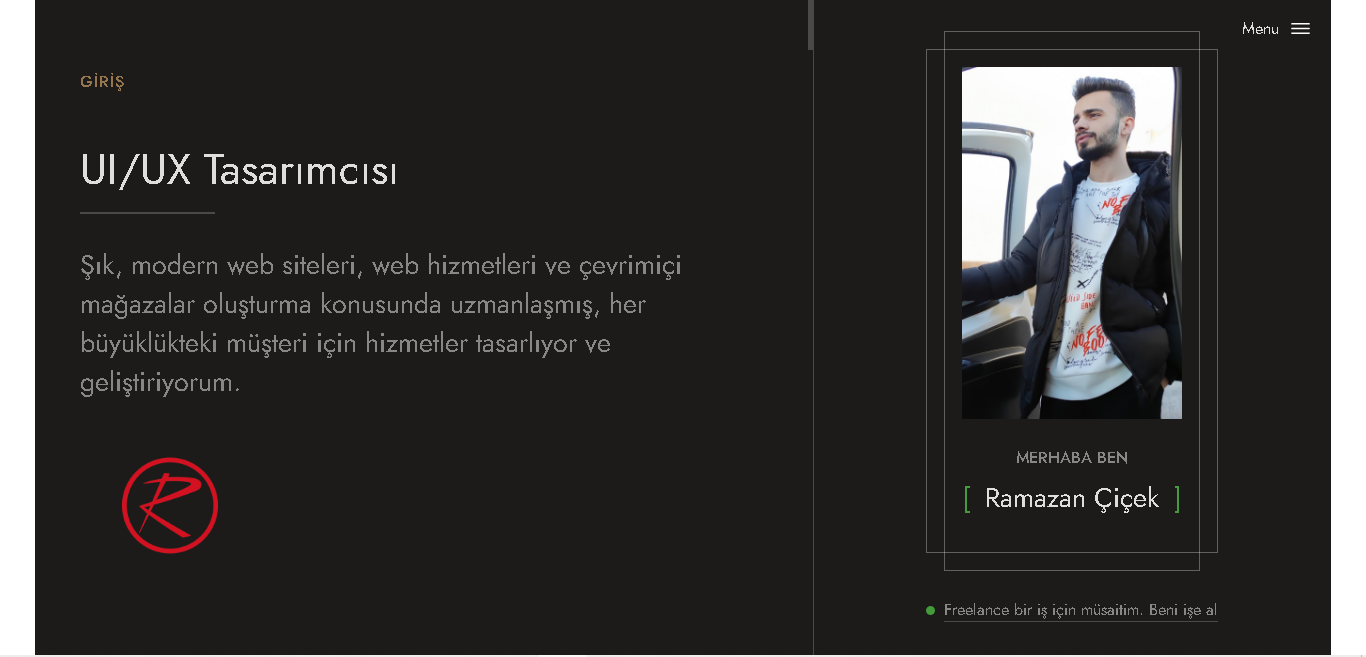 Menu
GİRİŞ
UI/UX Tasarımcısı
Şık, modern web siteleri, web hizmetleri ve çevrimiçi
mağazalar oluşturma konusunda uzmanlaşmış, her
büyüklükteki müşteri için hizmetler tasarlıyor ve
geliştiriyorum.
R
NO.F
MERHABA BEN
[ Ramazan Çiçek ]
Freelance bir iş için müsaitim. Beni işe al